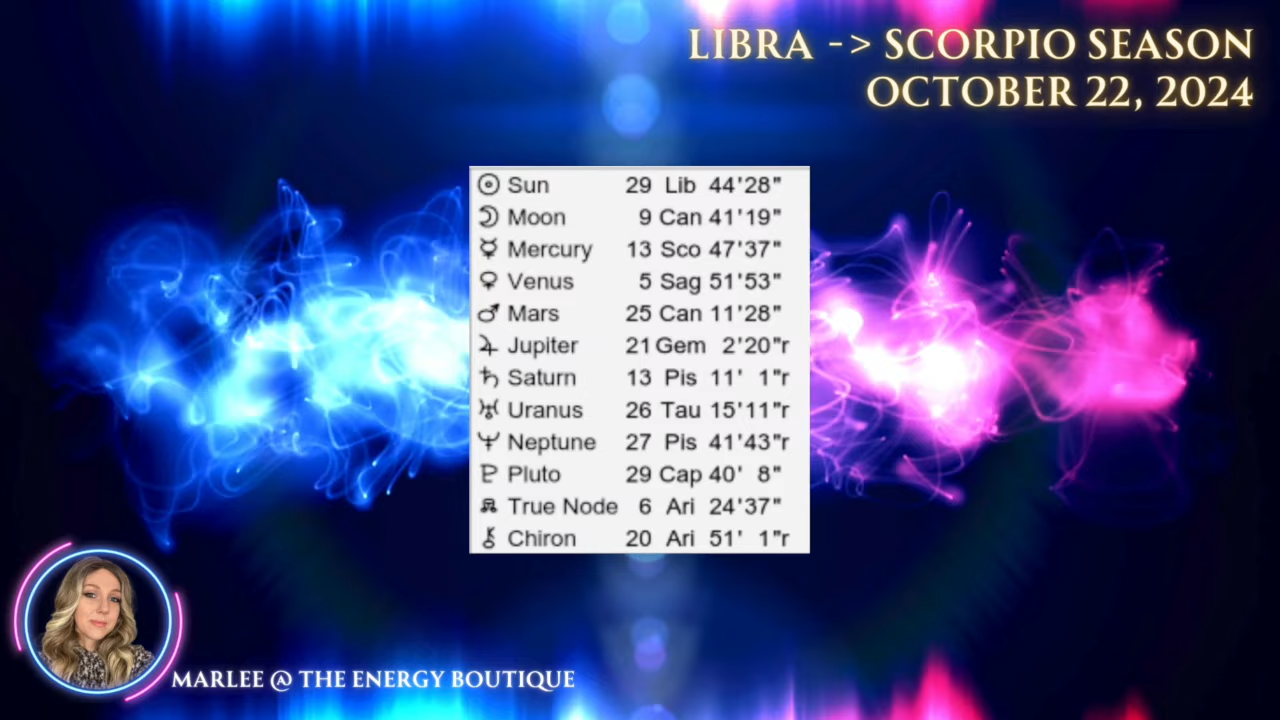 LIBRA -> SCORPIO SEASON
OCTOBER 22, 2024
Sun 29 Lib 44'28"
Moon 9 Can 41'19"
Mercury 13 Sco 47'37"
Venus 5 Sag 51'53"
Mars 25 Can 11'28"
Jupiter 21 Gem 2'20"r
Saturn 13 Pis 11' 1"r
Uranus 26 Tau 15'11"r
Neptune 27 Pis 41'43"r
Pluto 29 Cap 40' 8"
True Node 6 Ari 24'37"
Chiron 20 Ari 51' 1"r
MARLEE @ THE ENERGY BOUTIQUE